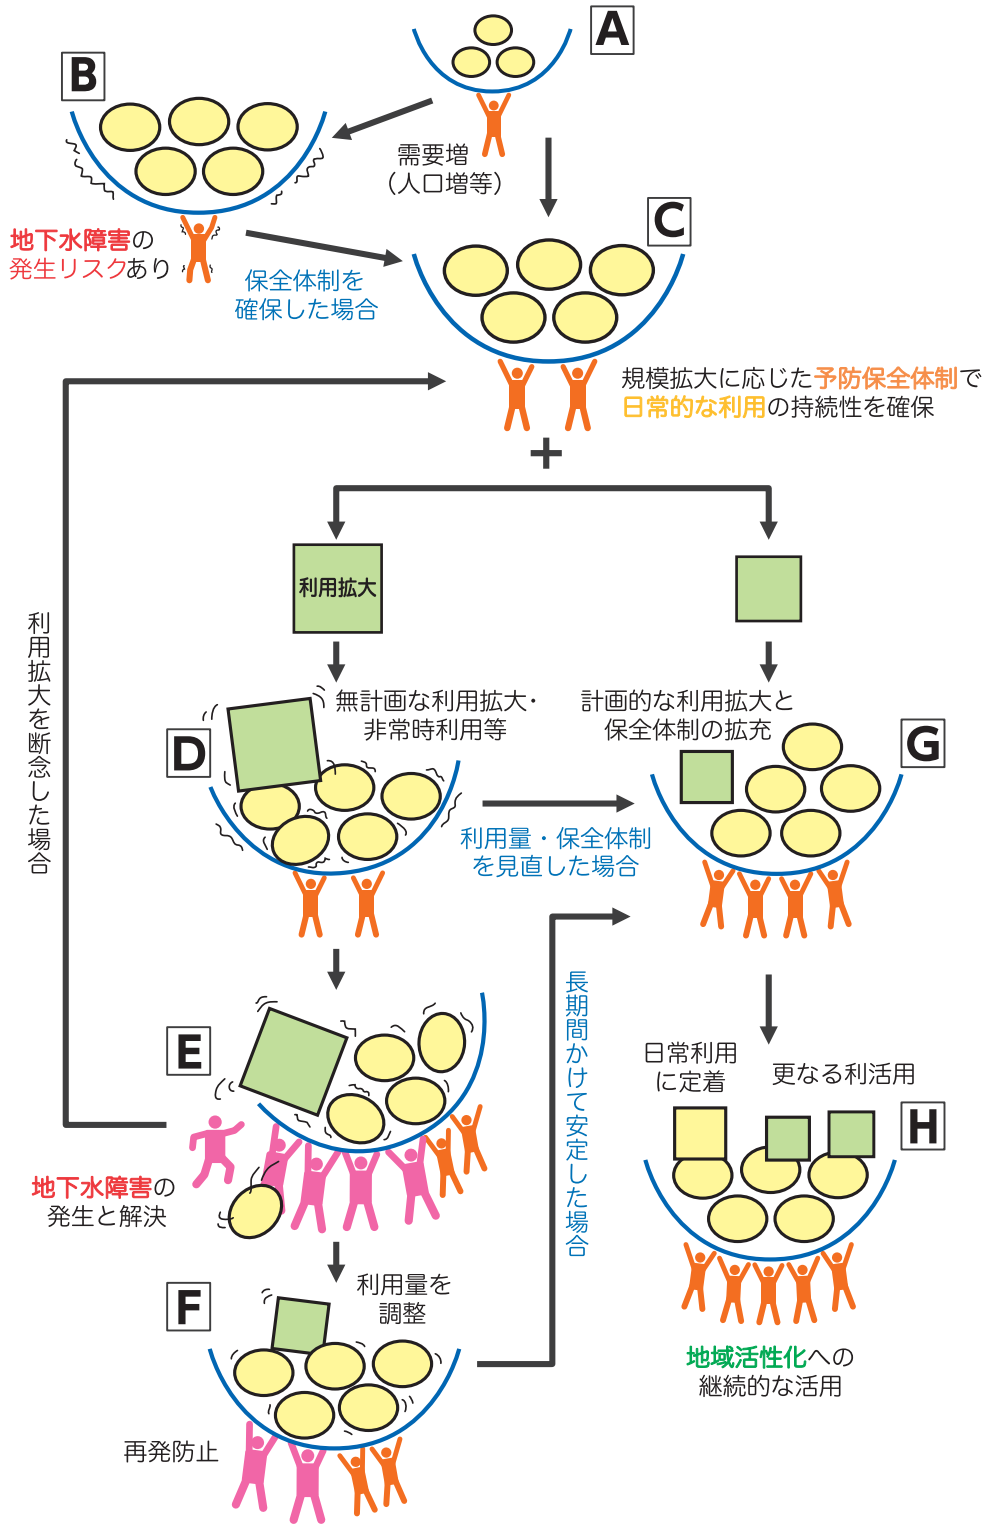 A
B
需要増
（人口増等）
C
地下水障害の
発生リスクあり
保全体制を
確保した場合
規模拡大に応じた予防保全体制で
日常的な利用の持続性を確保
+
利用拡大
利用拡大を断念した場合
無計画な利用拡大・
非常時利用等
計画的な利用拡大と
保全体制の拡充
D
G
利用量・保全体制
を見直した場合
長期間かけて安定した場合
E
日常利用
に定着
更なる利活用
H
地下水障害の
発生と解決
F
利用量を
調整
地域活性化への
継続的な活用
再発防止